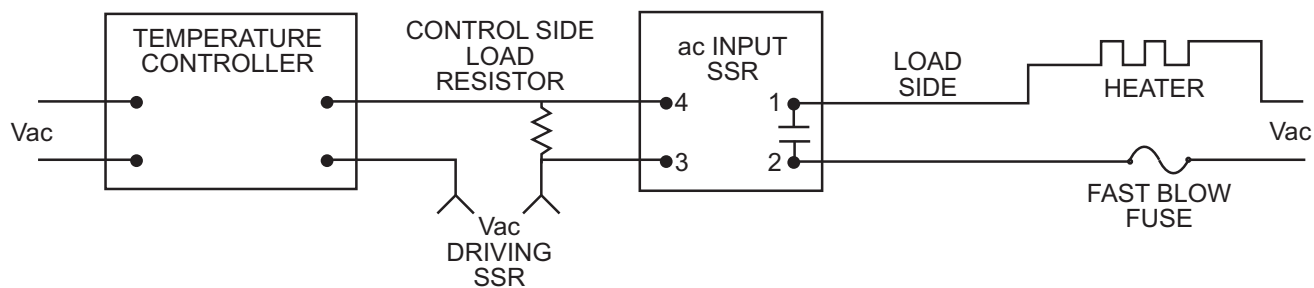 TEMPERATURE
CONTROLLER
CONTROL SIDE
LOAD
RESISTOR
ac INPUT
SSR
LOAD
SIDE
HEATER
4
1
3
2
Vac
Vac
Vac
DRIVING
SSR
FAST BLOW
FUSE